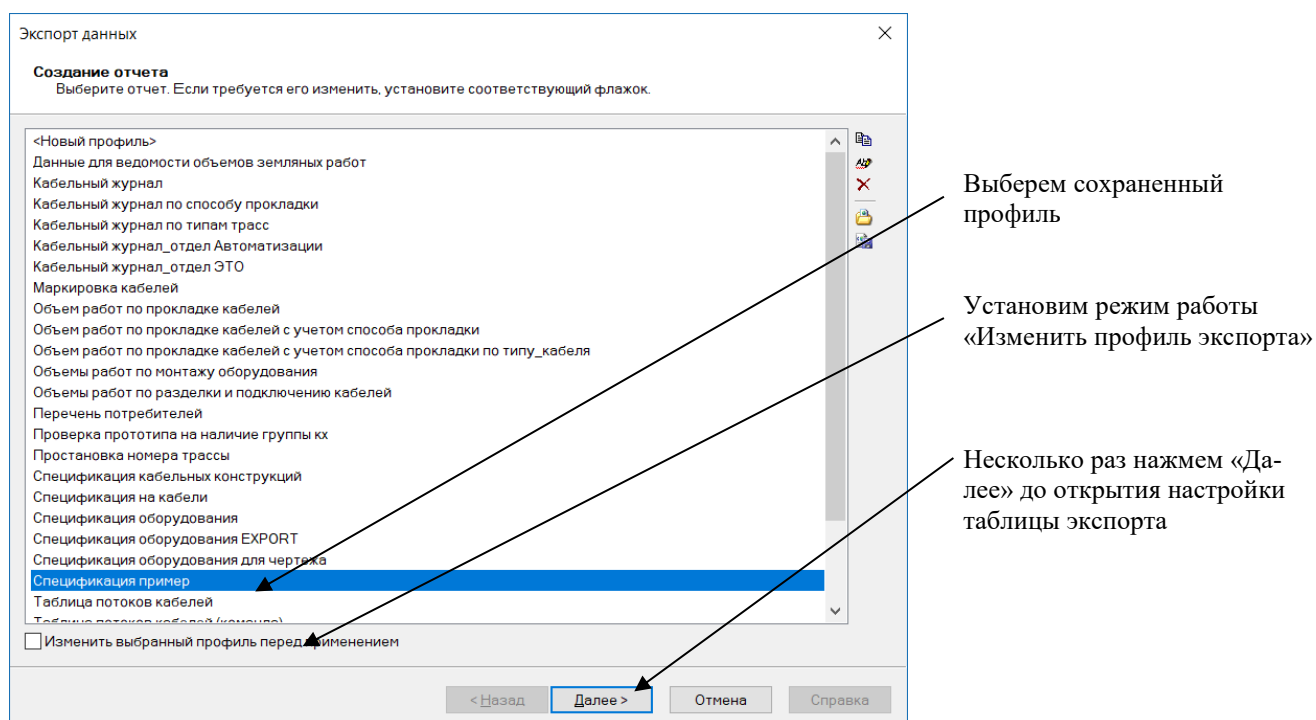 Экспорт данных
Создание отчета
Выберите отчет. Если требуется его изменить, установите соответствующий флажок.
<Новый профиль>
Данные для ведомости объемов земляных работ
Кабельный журнал
Кабельный журнал по способу прокладки
Кабельный журнал по типам трасс
Кабельный журнал_отдел Автоматизации
Кабельный журнал_отдел ЭТО
Маркировка кабелей
Объем работ по прокладке кабелей
Объем работ по прокладке кабелей с учетом способа прокладки
Объем работ по прокладке кабелей с учетом способа прокладки по типу_кабеля
Объемы работ по монтажу оборудования
Объемы работ по разделки и подключению кабелей
Перечень потребителей
Проверка прототипа на наличие группы кх
Простановка номера трассы
Спецификация кабельных конструкций
Спецификация на кабели
Спецификация оборудования
Спецификация оборудования EXPORT
Спецификация оборудования для чертежа
Спецификация пример
Таблица потоков кабелей
Таблица потоков кабелей (команда)
Изменить выбранный профиль перед применением
< Назад
Далее >
Отмена
Справка
Выберем сохраненный
профиль
Установим режим работы
«Изменить профиль экспорта»
Несколько раз нажмем «Да-
лее» до открытия настройки
таблицы экспорта